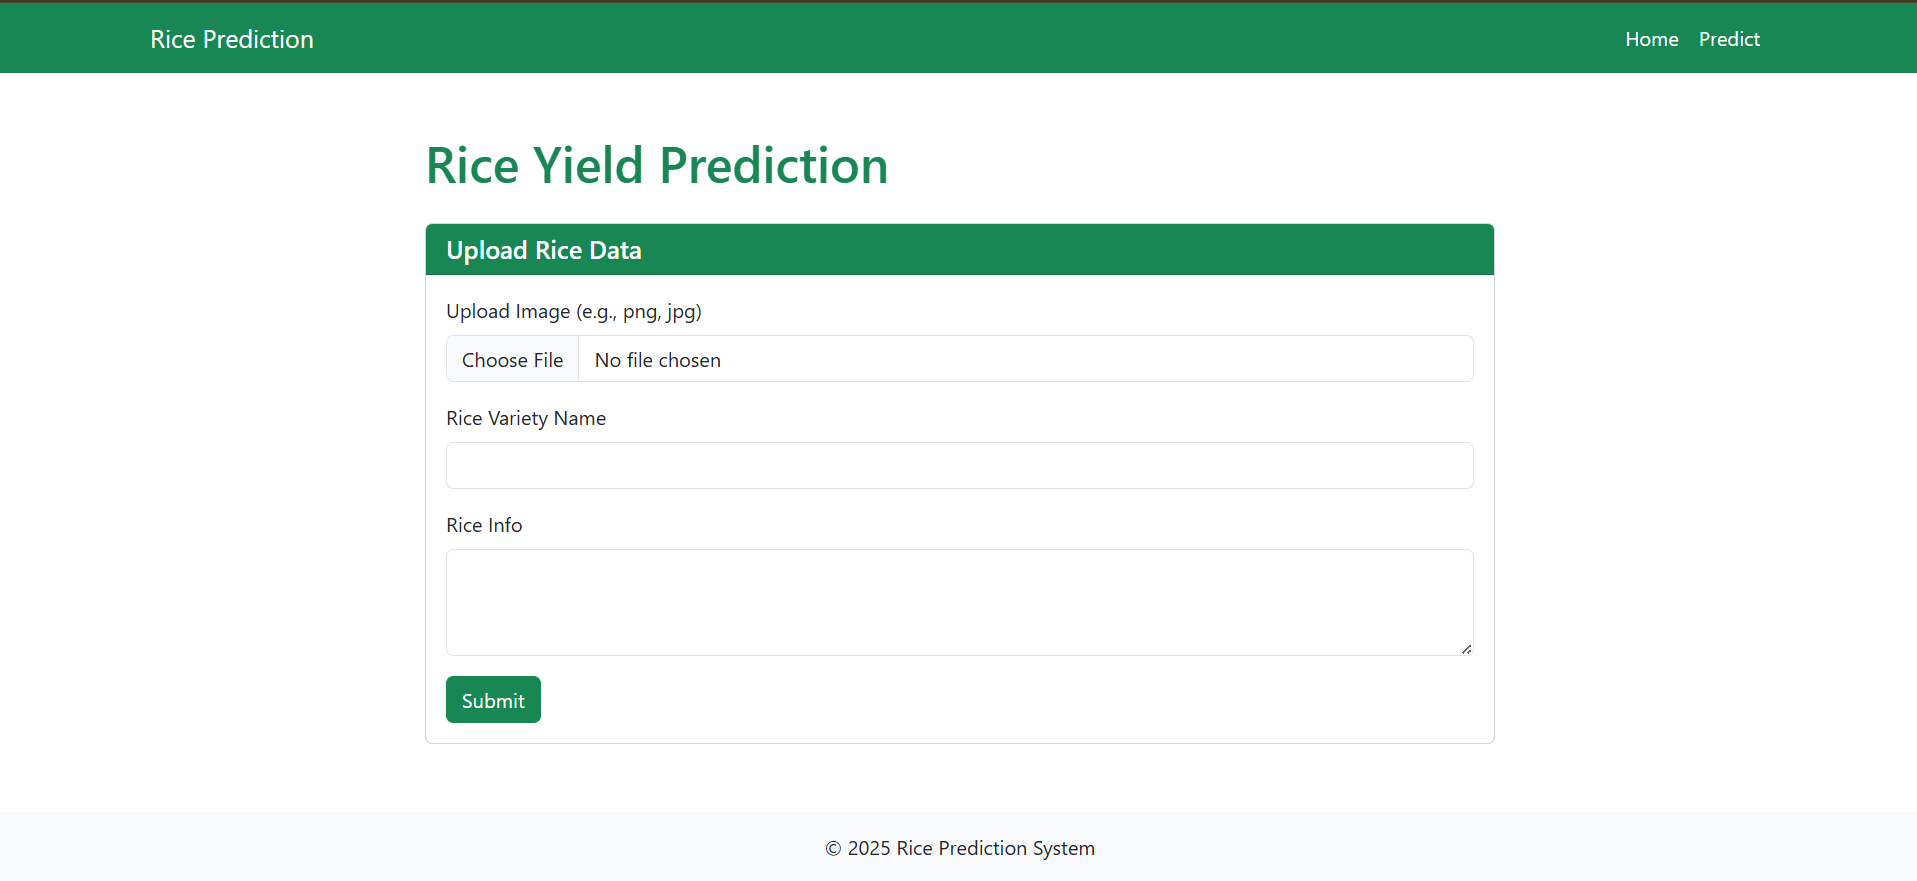 Rice Prediction
Home Predict
Rice Yield Prediction
Upload Rice Data
Upload Image (e.g., png, jpg)
Choose File No file chosen
Rice Variety Name
Rice Info
Submit
© 2025 Rice Prediction System